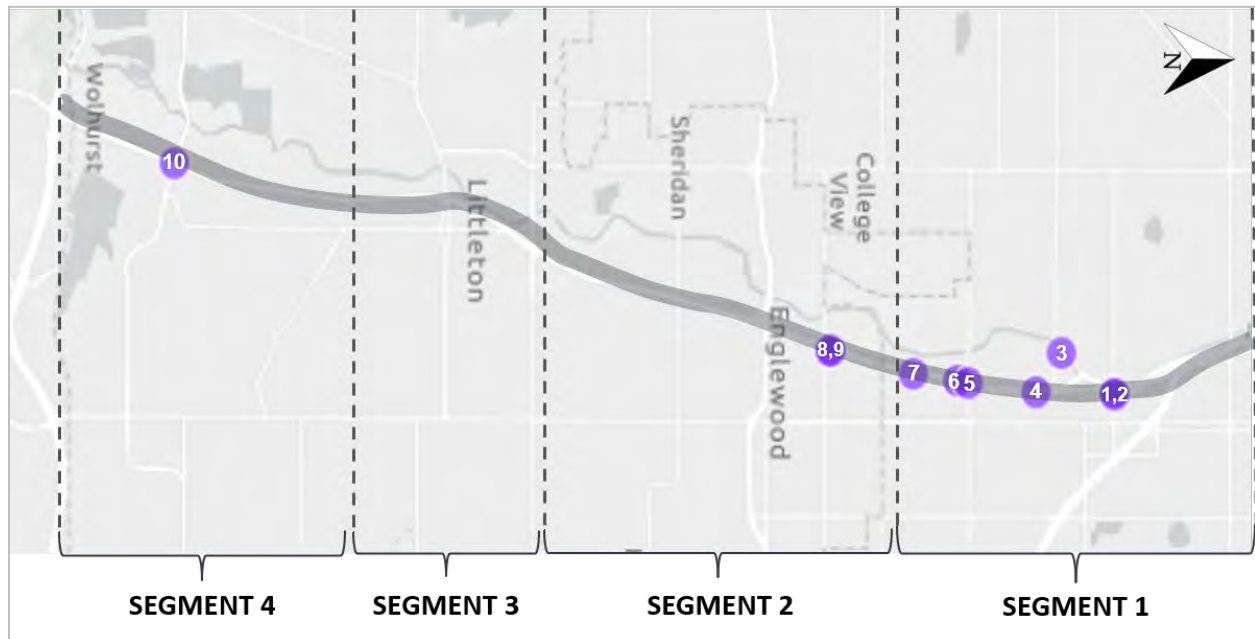 N
Wolhurst
10
Littleton
Sheridan
College
View
Englewood
8,9
7
6
5
4
3
1,2
SEGMENT 4
SEGMENT 3
SEGMENT 2
SEGMENT 1